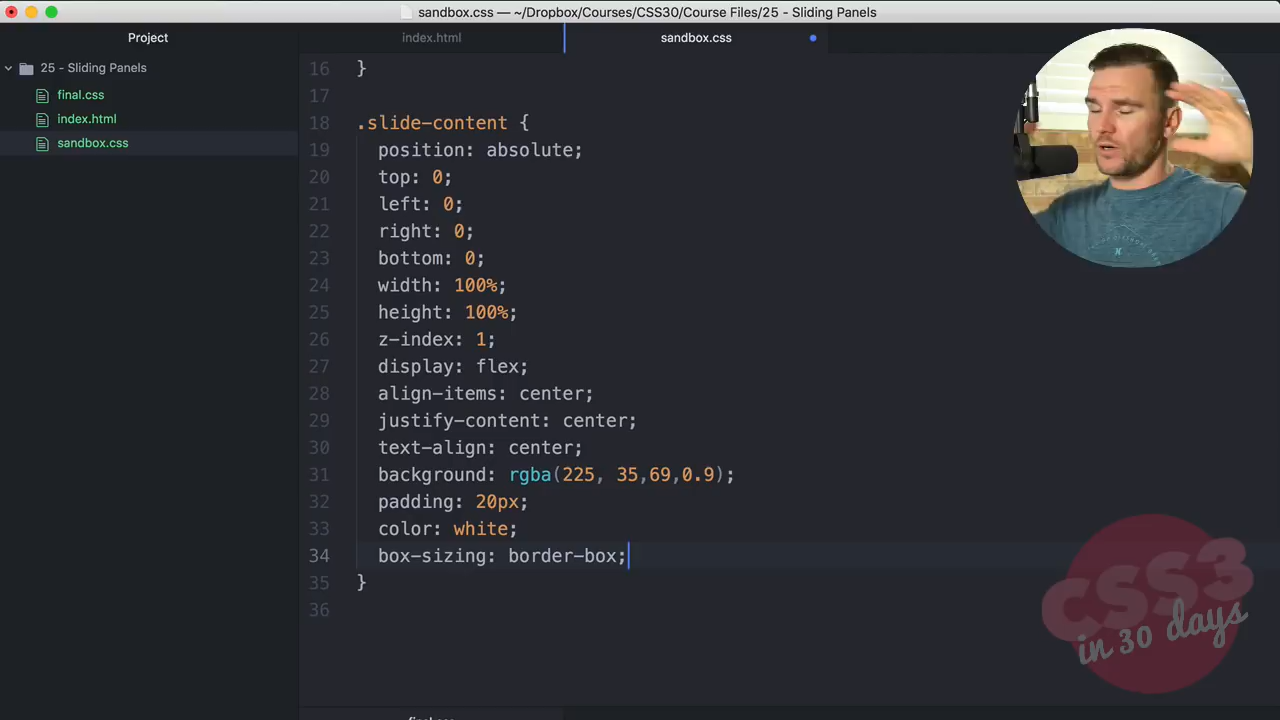 sandbox.css — ~/Dropbox/Courses/CSS30/Course Files/25 - Sliding Panels
Project
index.html
sandbox.css
25 - Sliding Panels
final.css
index.html
sandbox.css
16 }
17
18 .slide-content {
19 position: absolute;
20 top: 0;
21 left: 0;
22 right: 0;
23 bottom: 0;
24 width: 100%;
25 height: 100%;
26 z-index: 1;
27 display: flex;
28 align-items: center;
29 justify-content: center;
30 text-align: center;
31 background: rgba(225, 35,69,0.9);
32 padding: 20px;
33 color: white;
34 box-sizing: border-box;
35 }
36
CSS3
in 30 days